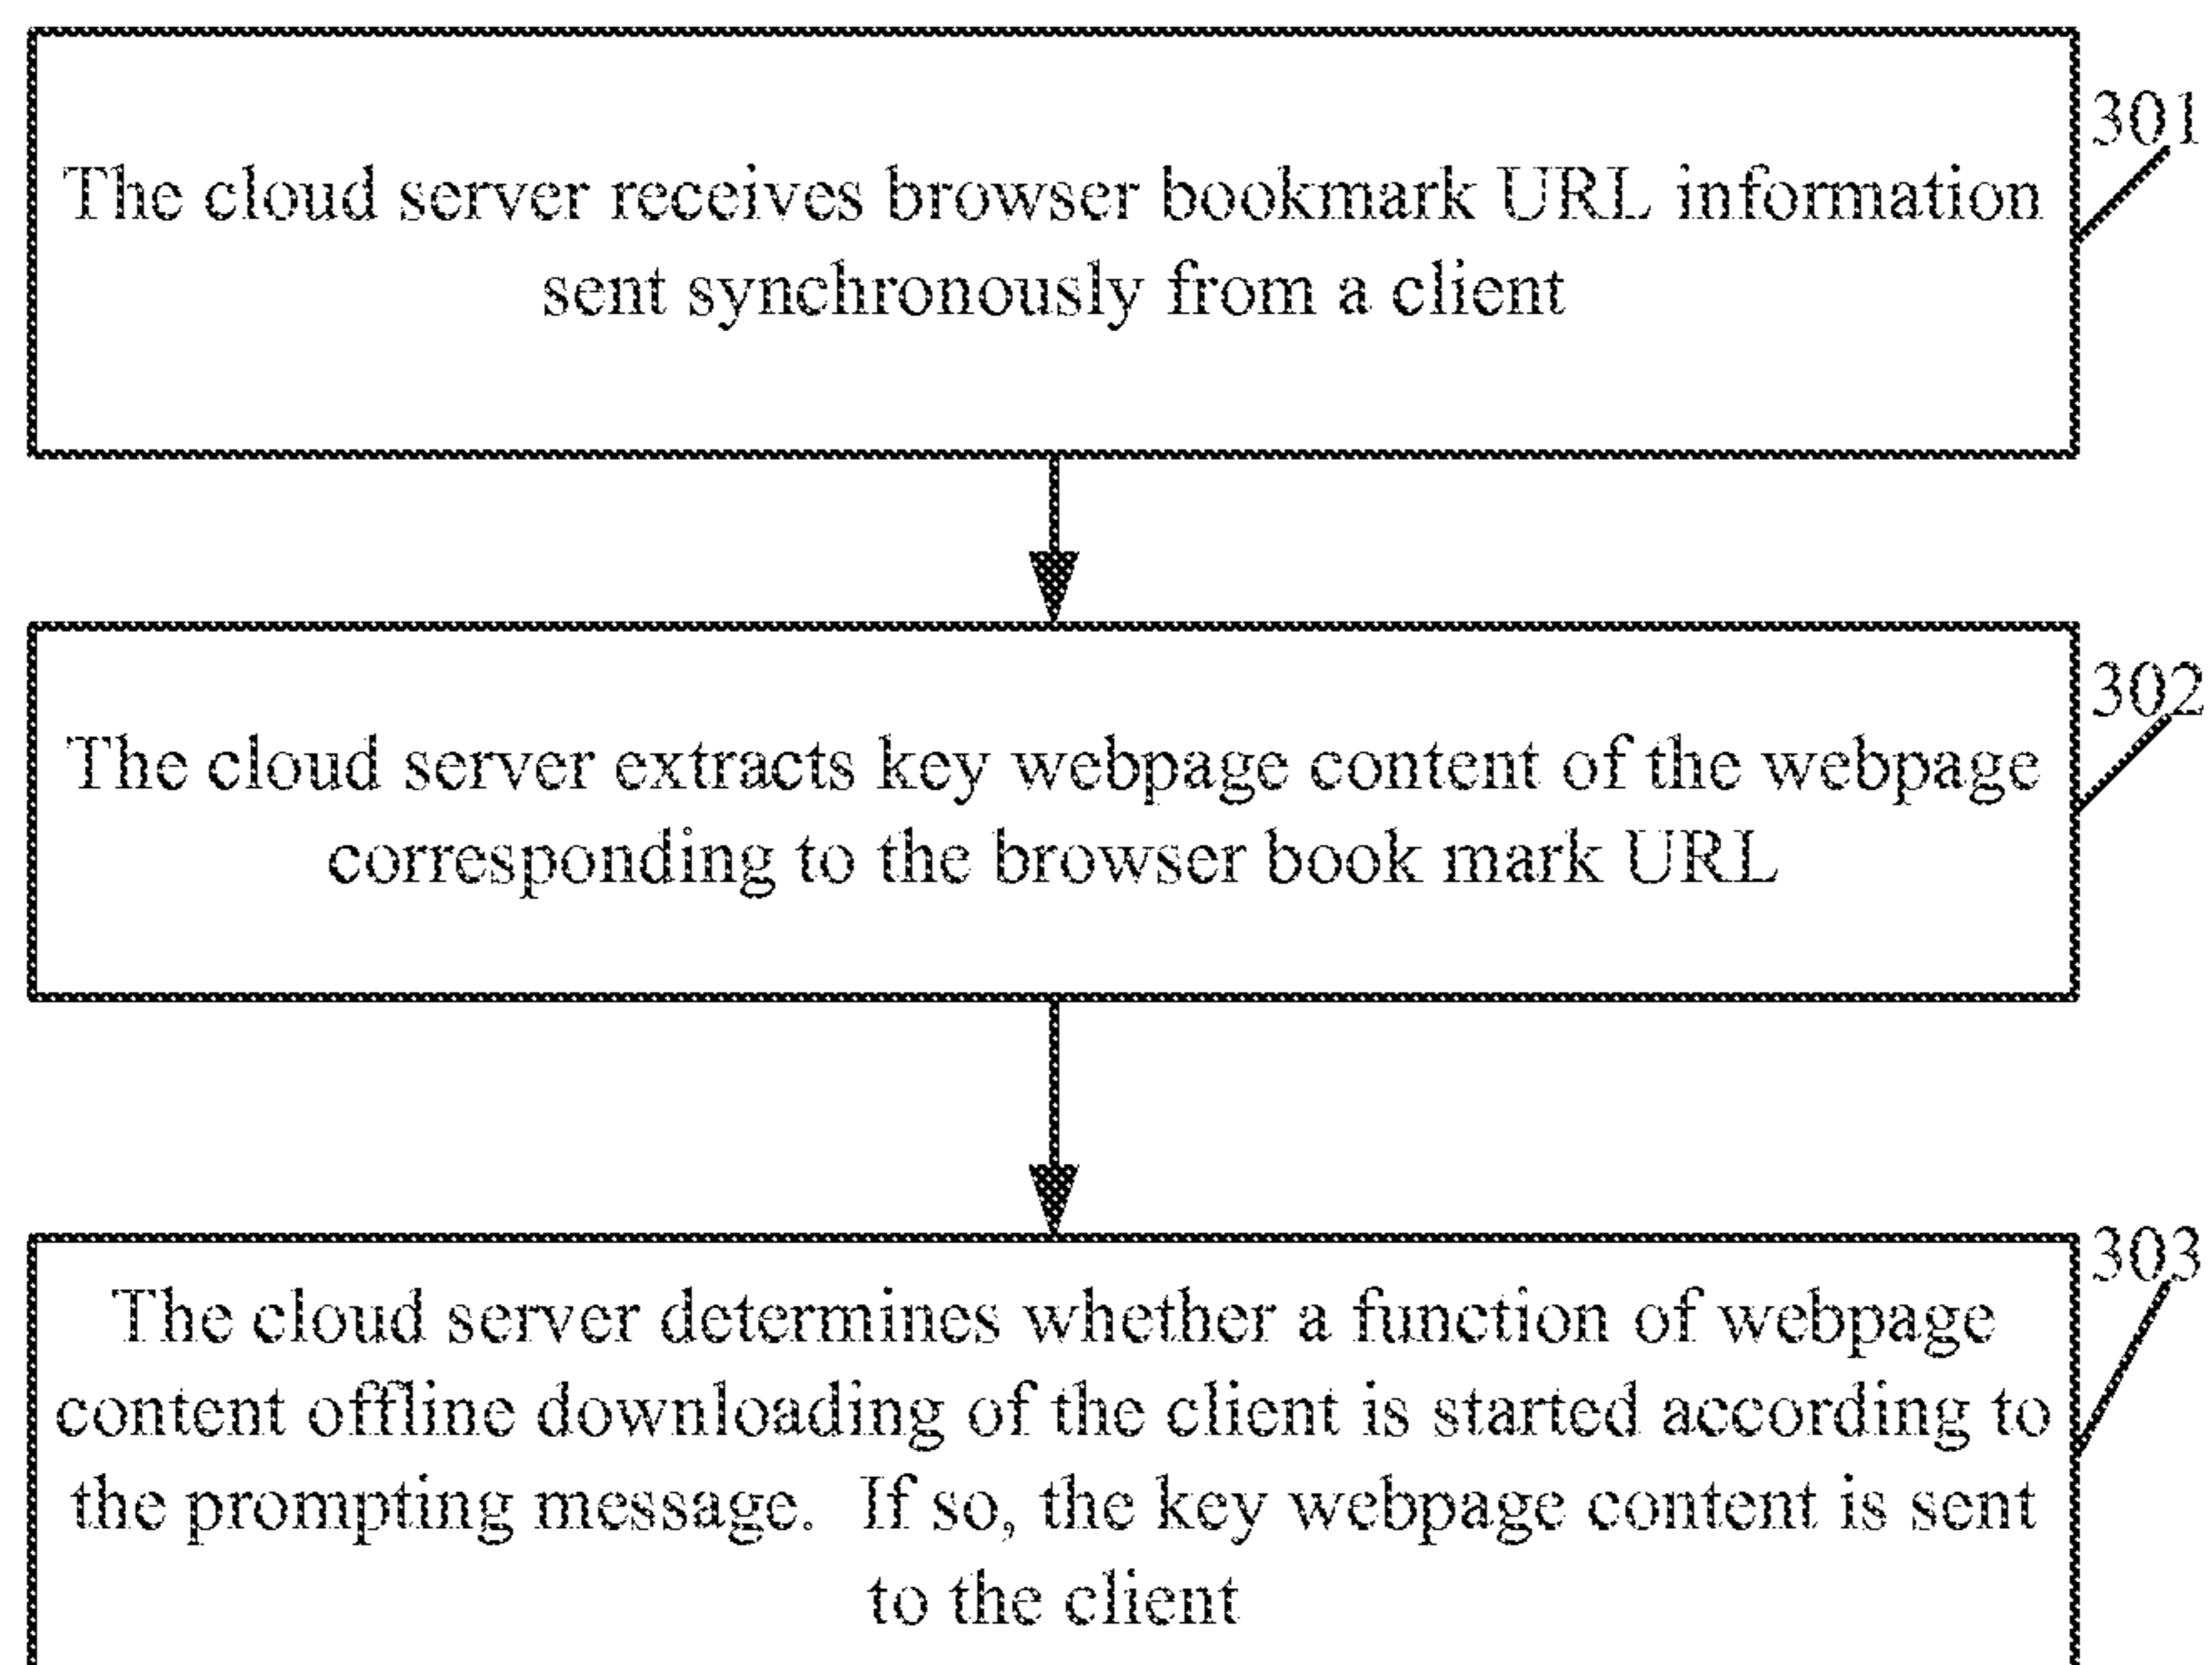 301
The cloud server receives browser bookmark URL information
sent synchronously from a client
302
The cloud server extracts key webpage content of the webpage
corresponding to the browser book mark URL
303
The cloud server determines whether a function of webpage
content offline downloading of the client is started according to
the prompting message.  If so, the key webpage content is sent
to the client